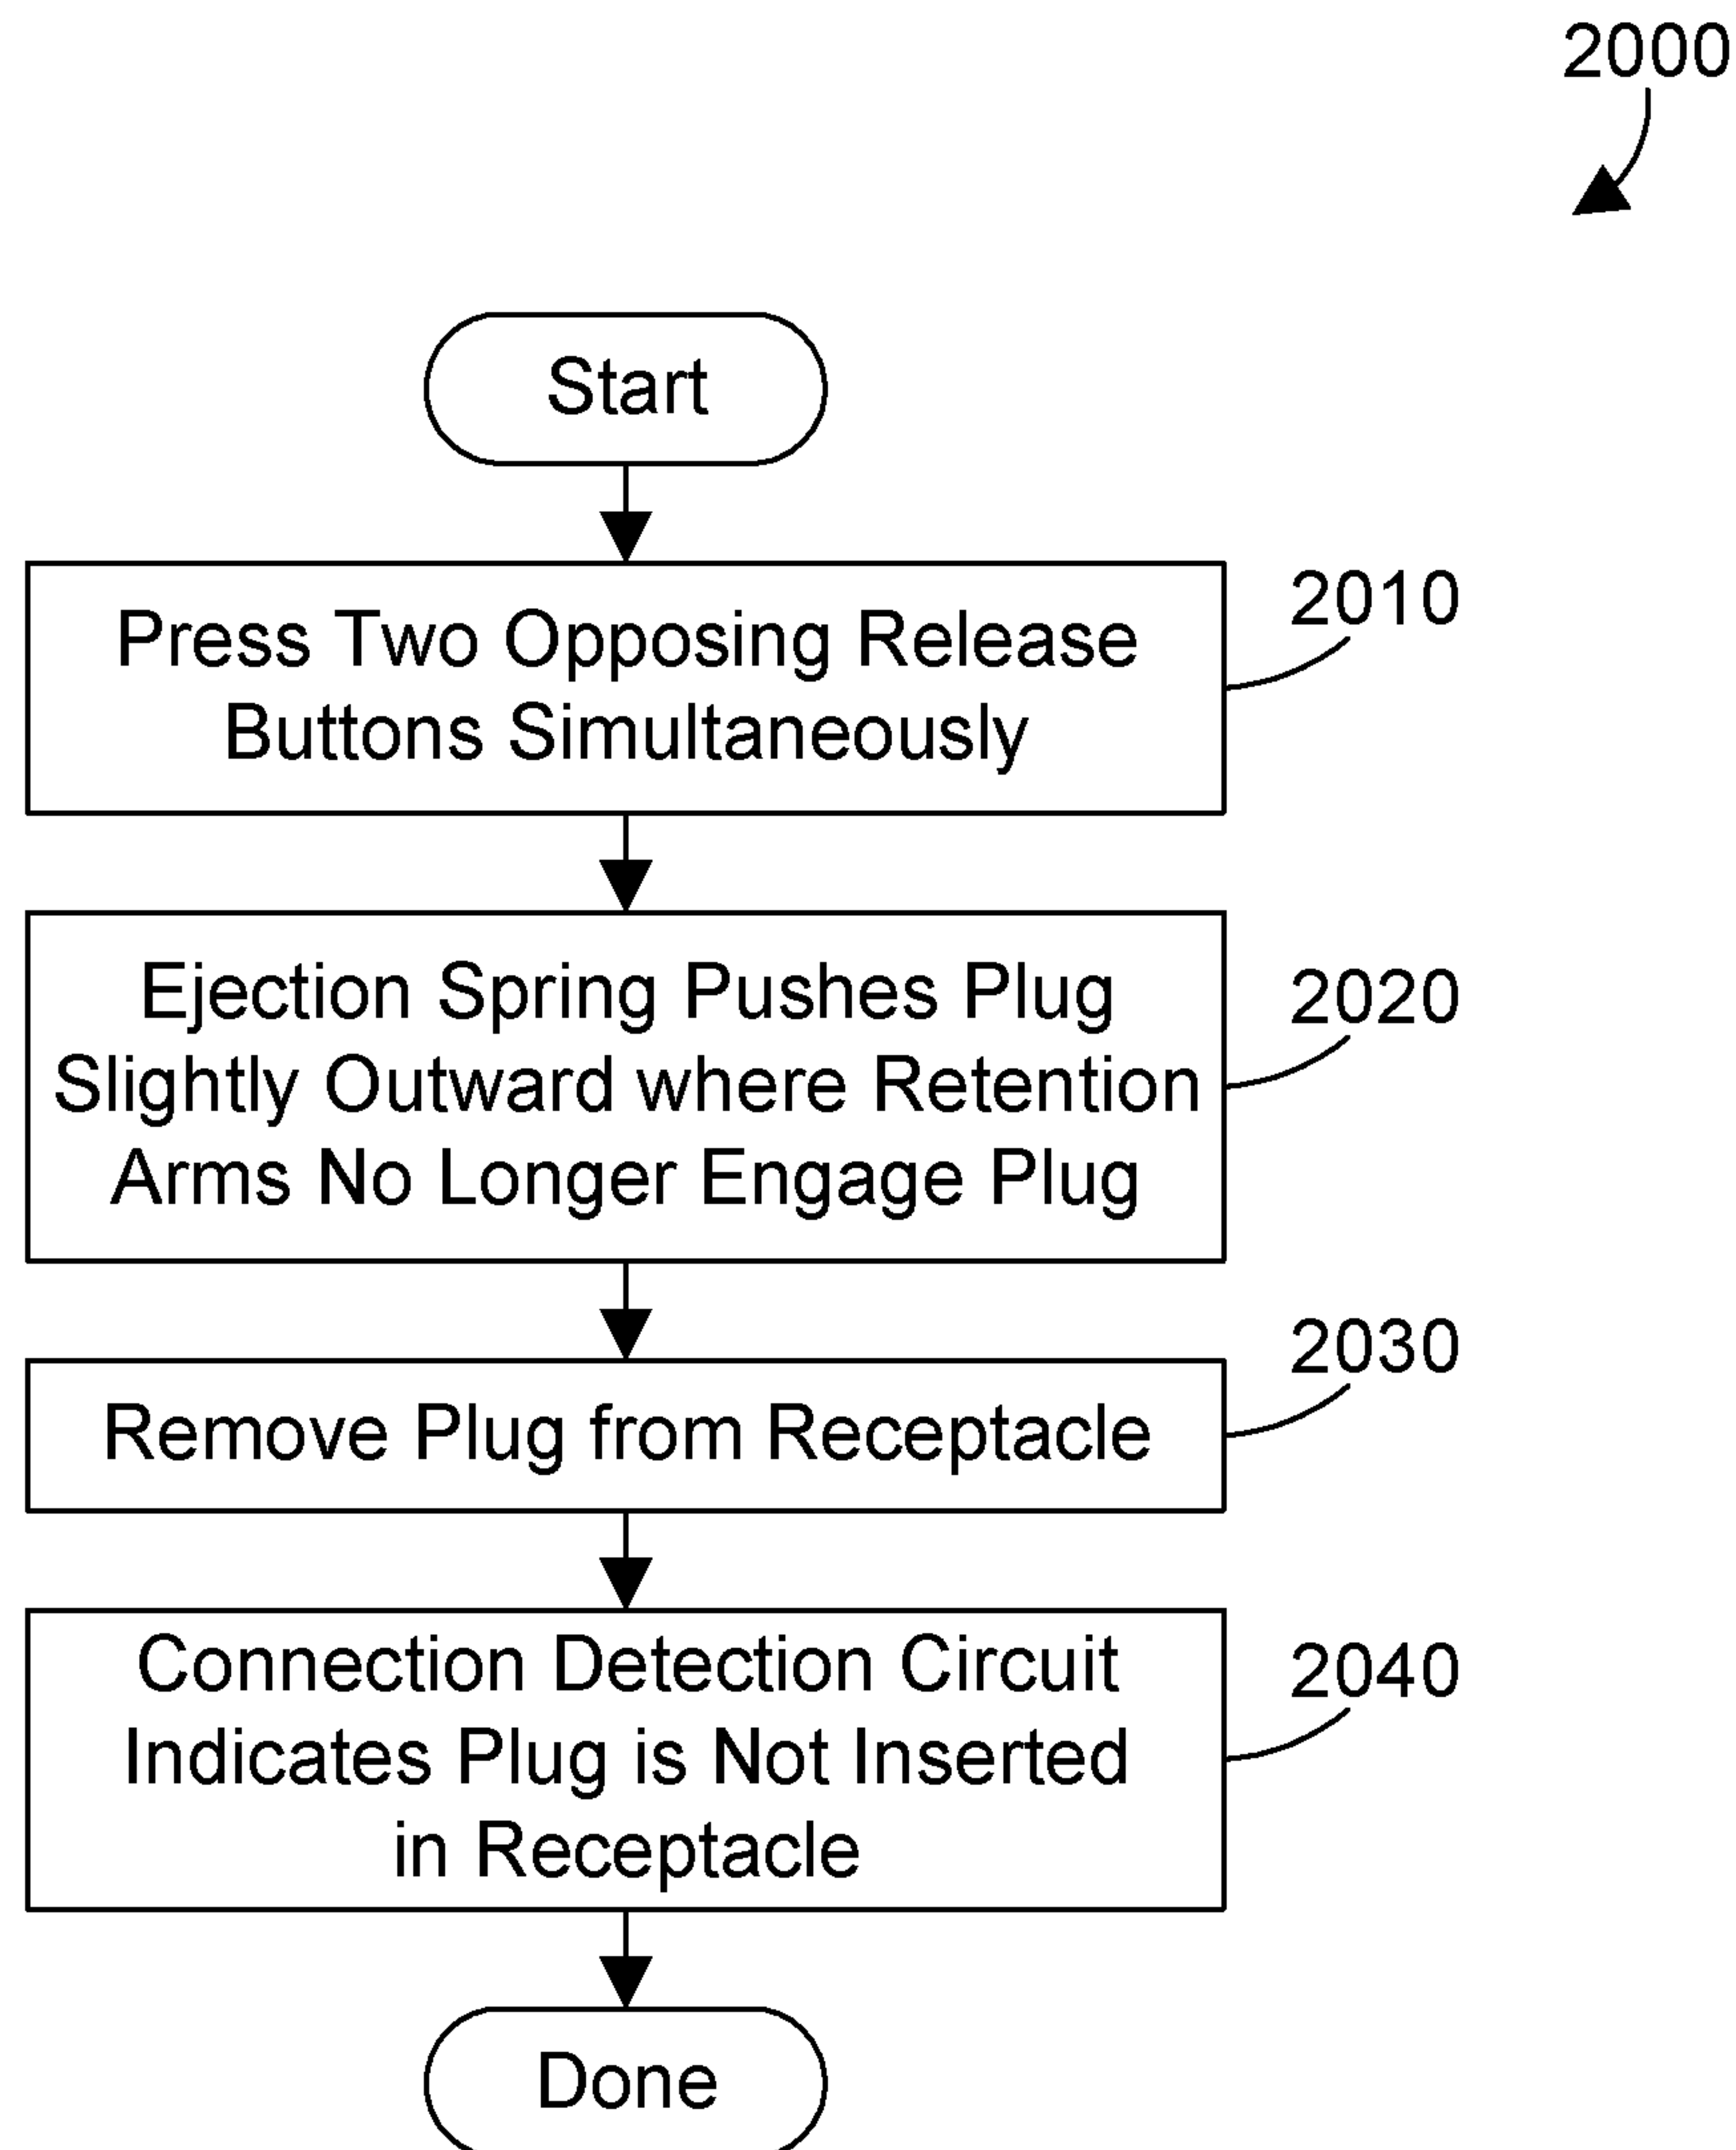 2000
Start
Press Two Opposing Release
Buttons Simultaneously
2010
Ejection Spring Pushes Plug
Slightly Outward where Retention
Arms No Longer Engage Plug
2020
Remove Plug from Receptacle
2030
Connection Detection Circuit
Indicates Plug is Not Inserted
in Receptacle
2040
Done